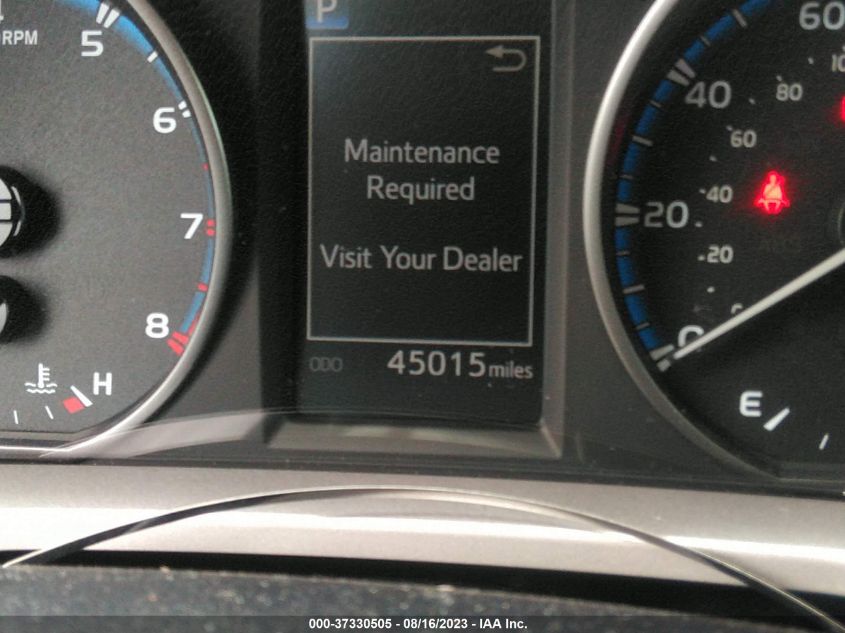 P
RPM
5
6
7
8
H
Maintenance
Required
Visit Your Dealer
ODO 45015 miles
60
40
20
0
80
60
40
20
E
000-37330505 - 08/16/2023 - IAA Inc.